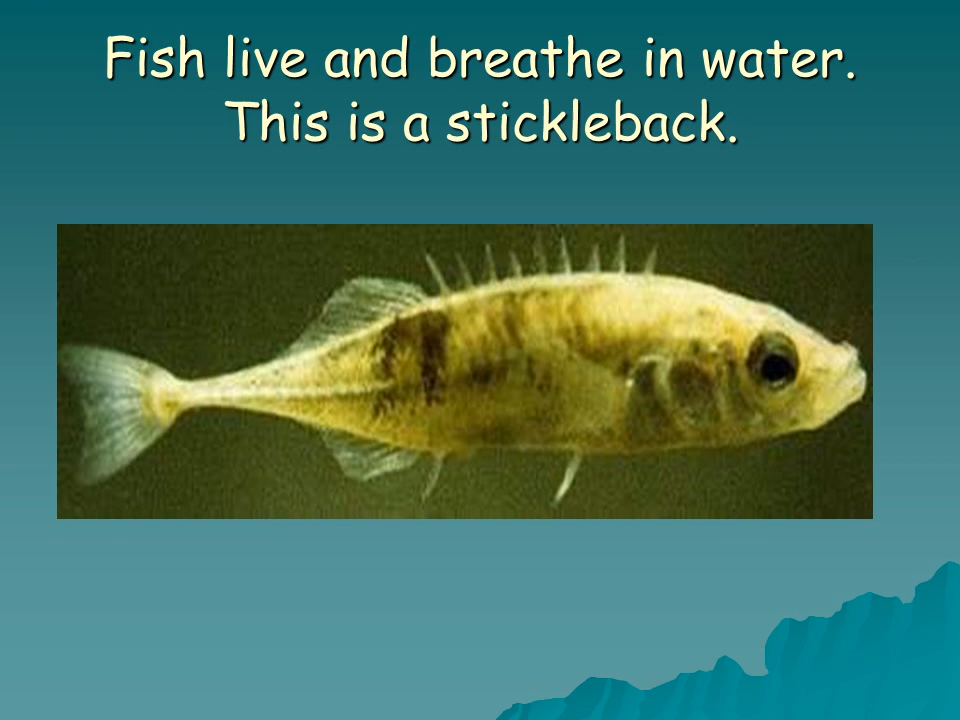 Fish live and breathe in water.
This is a stickleback.